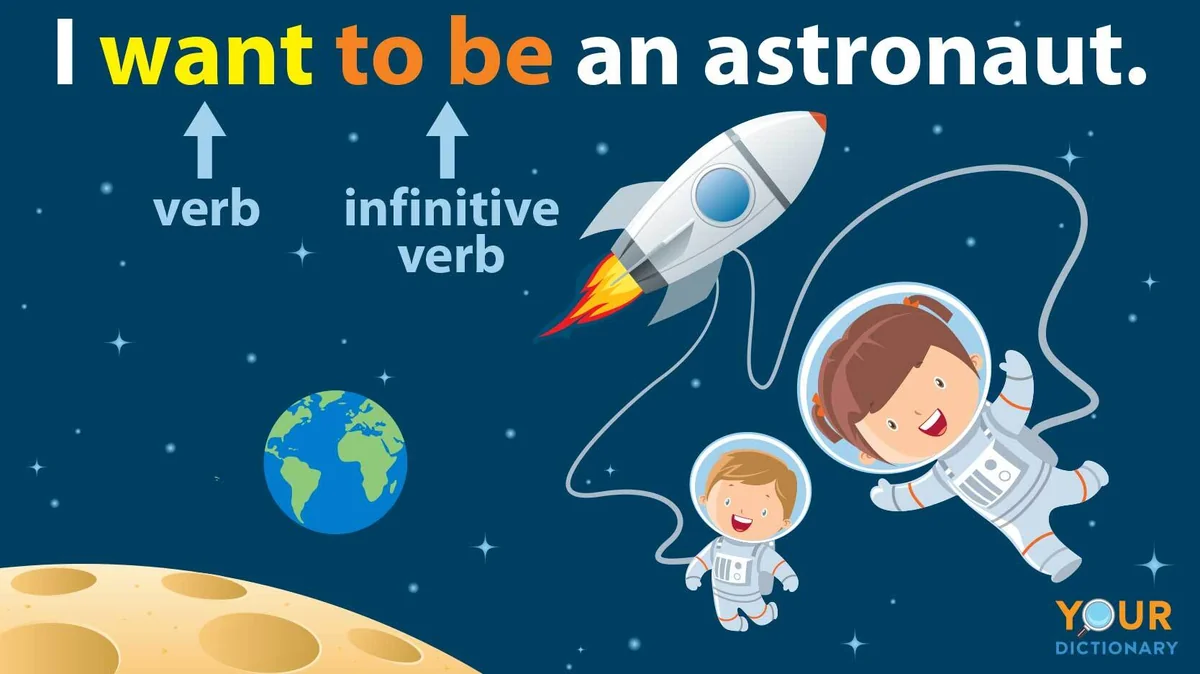 I want to be an astronaut.
verb
infinitive
verb
YOUR
DICTIONARY